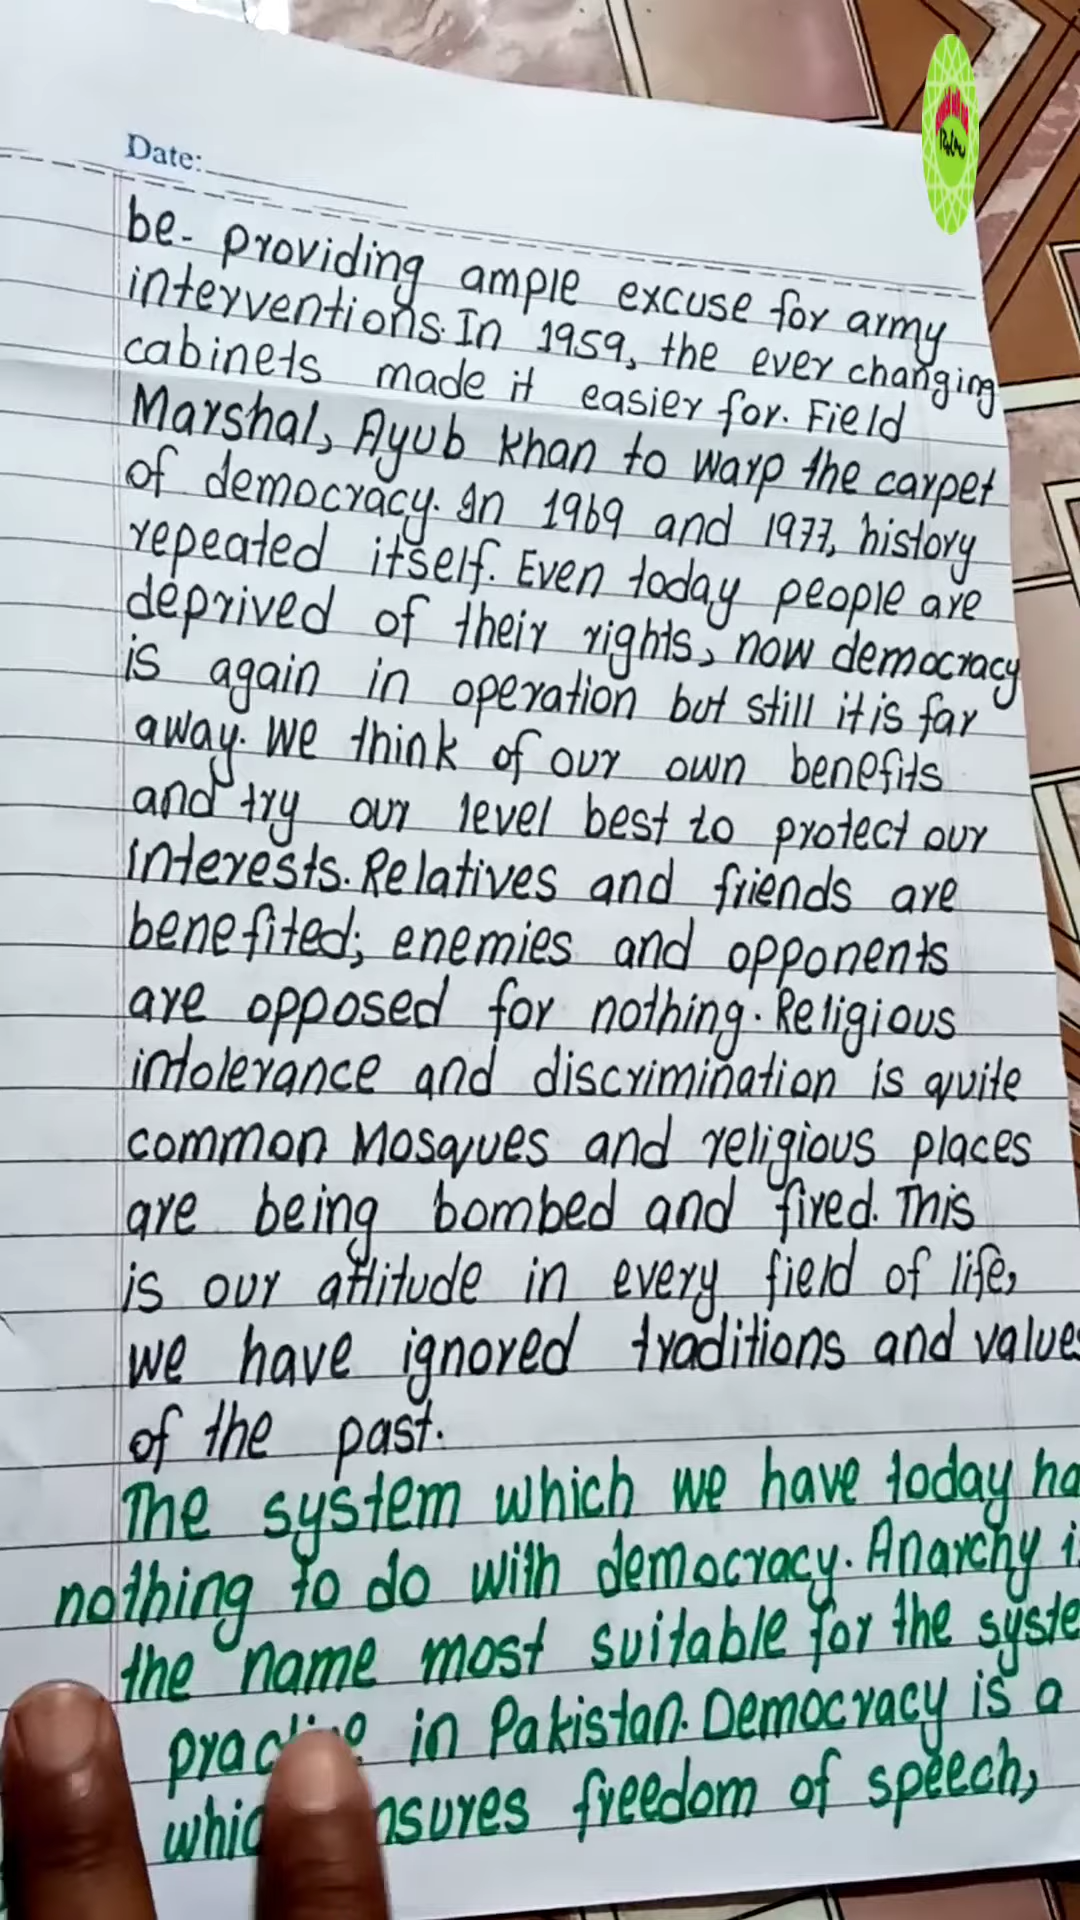 Date:
be- providing ample excuse for army
interventions. In 1959, the ever changing
cabinets made it easier for. Field
Marshal, Ayub khan to warp the carpet
of democracy. In 1969 and 1977, history
repeated itself. Even today people are
deprived of their rights, now democracy
is again in operation but still it is far
away. We think of our own benefits
and try our level best to protect our
interests. Relatives and friends are
benefited; enemies and opponents
are opposed for nothing. Religious
intolerance and discrimination is quite
common Mosques and religious places
are being bombed and fired. This
is our attitude in every field of life,
we have ignored traditions and value
of the past.
The system which we have today ha
nothing to do with democracy. Anarchy i
the name most suitable for the syste
in Pakistan. Democracy is a
freedom of speech,